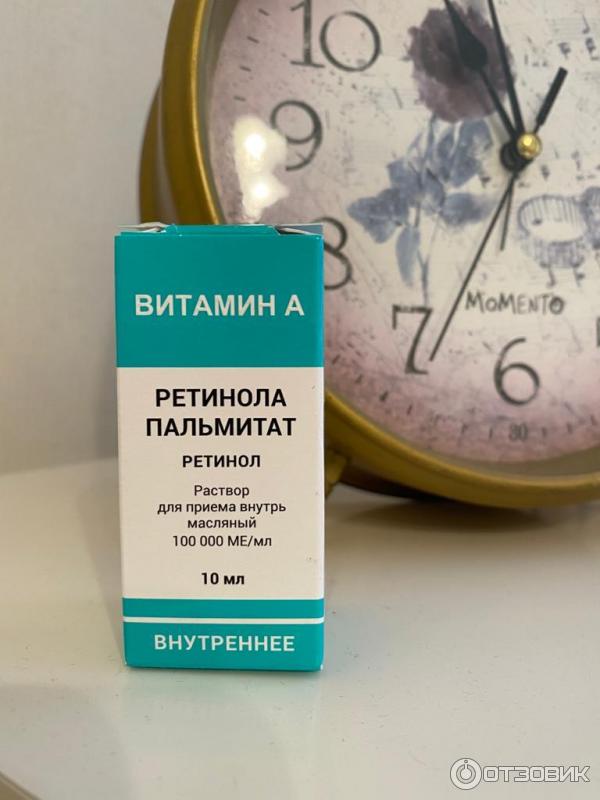 10
9
8
7
6
30
MOMENTO
ВИТАМИН А
РЕТИНОЛА
ПАЛЬМИТАТ
РЕТИНОЛ
Раствор
для приема внутрь
масляный
100 000 МЕ/мл
10 мл
ВНУТРЕННЕЕ
ОТЗОВИК